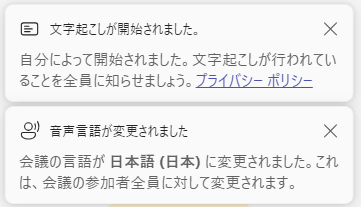 文字起こしが開始されました。
自分によって開始されました。文字起こしが行われてい
ることを全員に知らせましょう。プライバシー ポリシー
音声言語が変更されました
会議の言語が 日本語 (日本) に変更されました。これ
は、会議の参加者全員に対して変更されます。